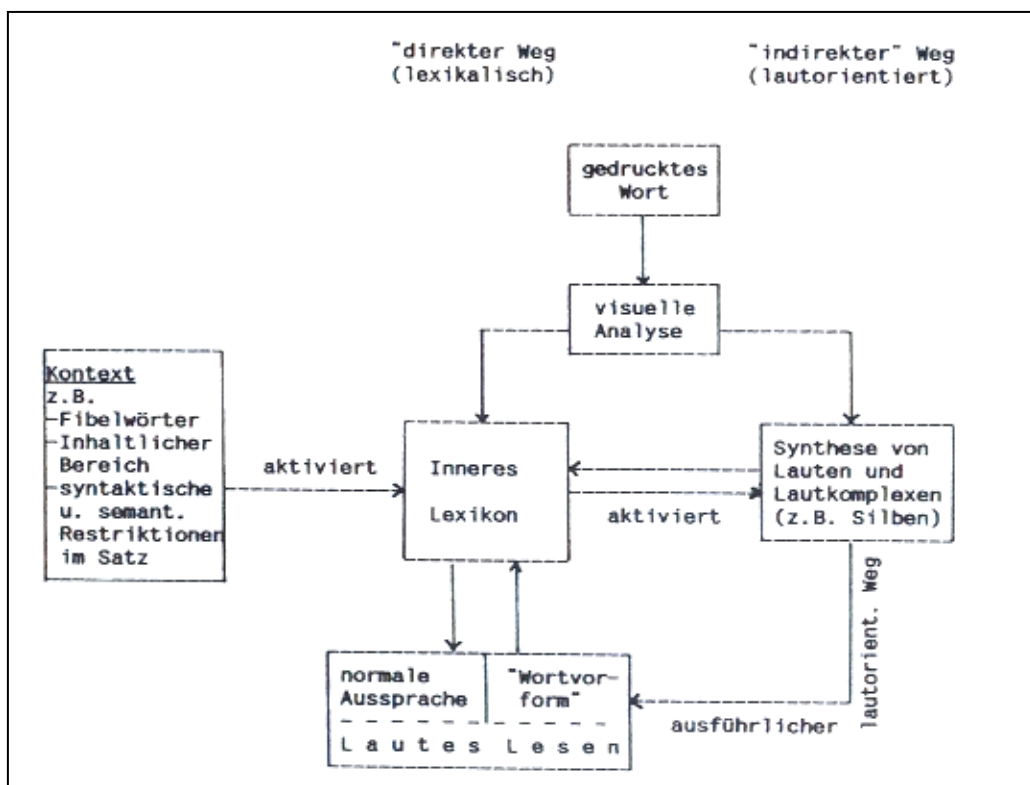 "direkter Weg
(lexikalisch)
"indirekter" Weg
(lautorientiert)
gedrucktes
Wort
visuelle
Analyse
Kontext
z.B.
-Fibelwörter
-Inhaltlicher
Bereich
-syntaktische
u. semant.
Restriktionen
im Satz
aktiviert
Inneres
Lexikon
aktiviert
Synthese von
Lauten und
Lautkomplexen
(z.B. Silben)
lautorient. Weg
ausführlicher
normale
Aussprache
"Wortvor-
form"
Lautes Lesen